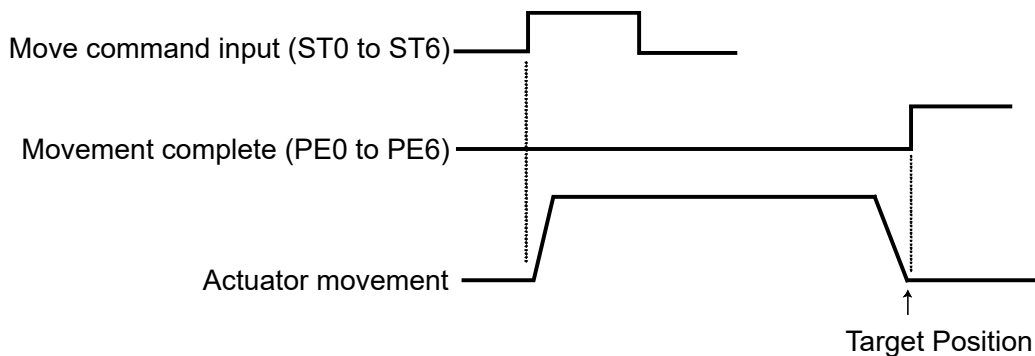 Move command input (ST0 to ST6)
Movement complete (PE0 to PE6)
Actuator movement
Target Position